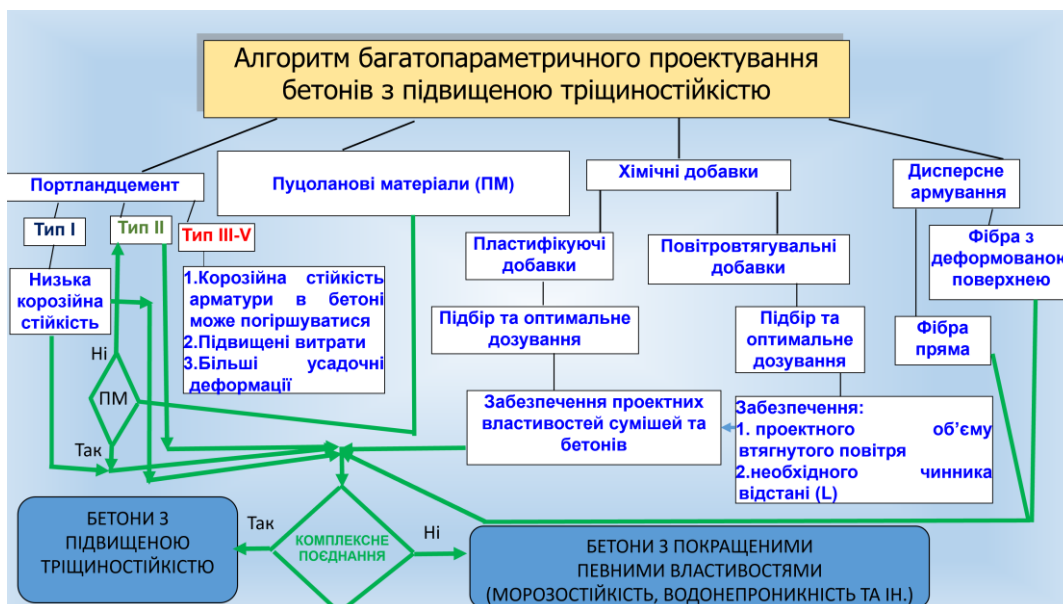 Алгоритм багатопараметричного проектування
бетонів з підвищеною тріщиностійкістю
Портландцемент
Пуцоланові матеріали (ПМ)
Хімічні добавки
Дисперсне
армування
Тип I
Тип II
Тип III-V
Пластифікуючі
добавки
Повітровтягувальні
добавки
Фібра з
деформованою
поверхнею
Низька
корозійна
стійкість
1.Корозійна стійкість
арматури в бетоні
може погіршуватися
2.Підвищені витрати
3.Більші усадочні
деформації
Підбір та оптимальне
дозування
Підбір та
оптимальне
дозування
Фібра
пряма
Ні
ПМ
Так
Забезпечення проектних
властивостей сумішей та
бетонів
Забезпечення:
1. проектного об'єму
втягнутого повітря
2.необхідного чинника
відстані (L)
БЕТОНИ З
ПІДВИЩЕНОЮ
ТРІЩИНОСТІЙКІСТЮ
Так
КОМПЛЕКСНЕ
ПОЄДНАННЯ
Ні
БЕТОНИ З ПОКРАЩЕНИМИ
ПЕВНИМИ ВЛАСТИВОСТЯМИ
(МОРОЗОСТІЙКІСТЬ, ВОДОНЕПРОНИКНІСТЬ ТА ІН.)